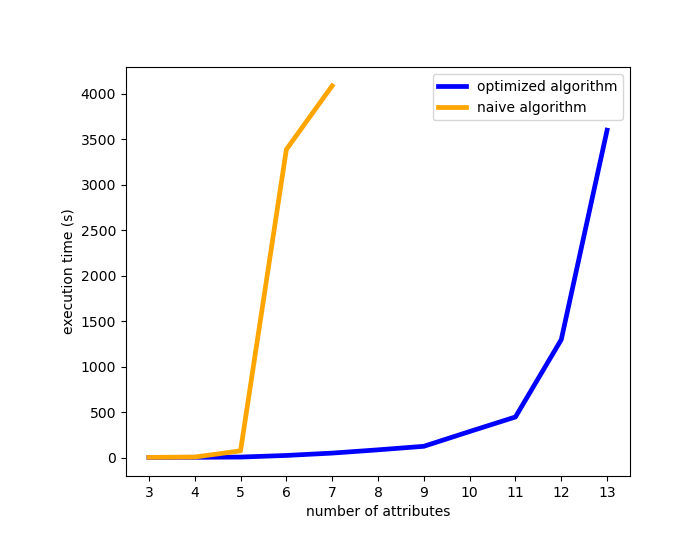 optimized algorithm
naive algorithm
4000
3500
3000
2500
2000
1500
1000
500
0
execution time (s)
3 4 5 6 7 8 9 10 11 12 13
number of attributes